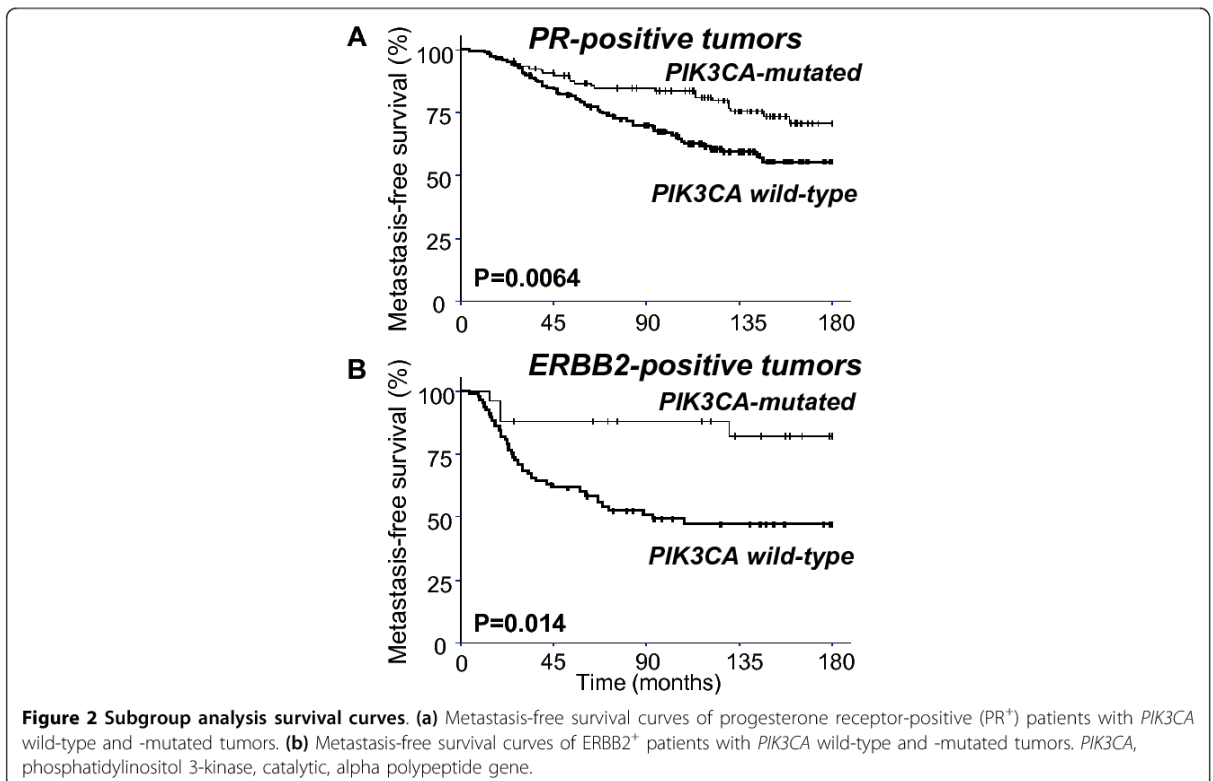 A
PR-positive tumors
Metastasis-free survival (%)
100
PIK3CA-mutated
75
50
PIK3CA wild-type
25
P=0.0064
0
0 45 90 135 180
B
ERBB2-positive tumors
Metastasis-free survival (%)
100
PIK3CA-mutated
75
50
PIK3CA wild-type
25
P=0.014
0
0 45 90 135 180
Time (months)
Figure 2 Subgroup analysis survival curves. (a) Metastasis-free survival curves of progesterone receptor-positive (PR⁺) patients with PIK3CA
wild-type and -mutated tumors. (b) Metastasis-free survival curves of ERBB2⁺ patients with PIK3CA wild-type and -mutated tumors. PIK3CA,
phosphatidylinositol 3-kinase, catalytic, alpha polypeptide gene.